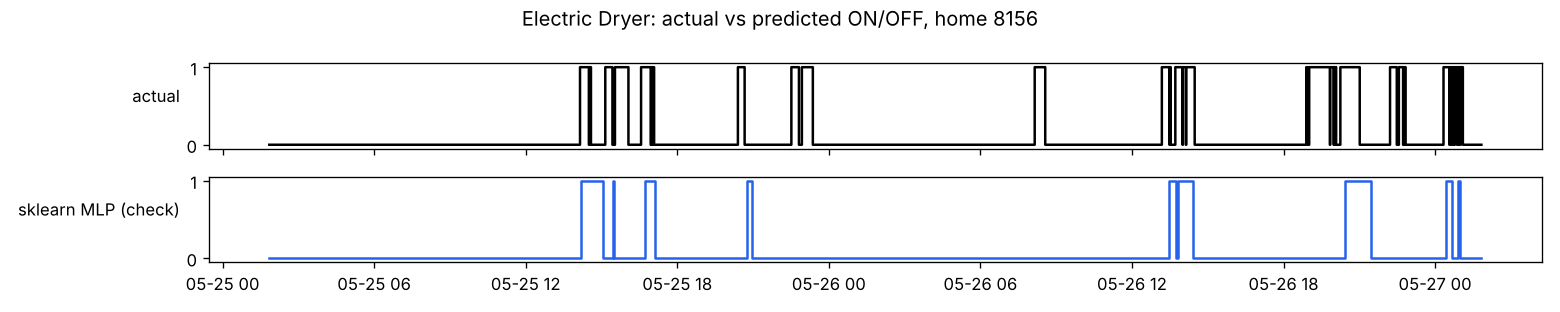 Electric Dryer: actual vs predicted ON/OFF, home 8156
1
actual
0
1
sklearn MLP (check)
0
05-25 00 05-25 06 05-25 12 05-25 18 05-26 00 05-26 06 05-26 12 05-26 18 05-27 00